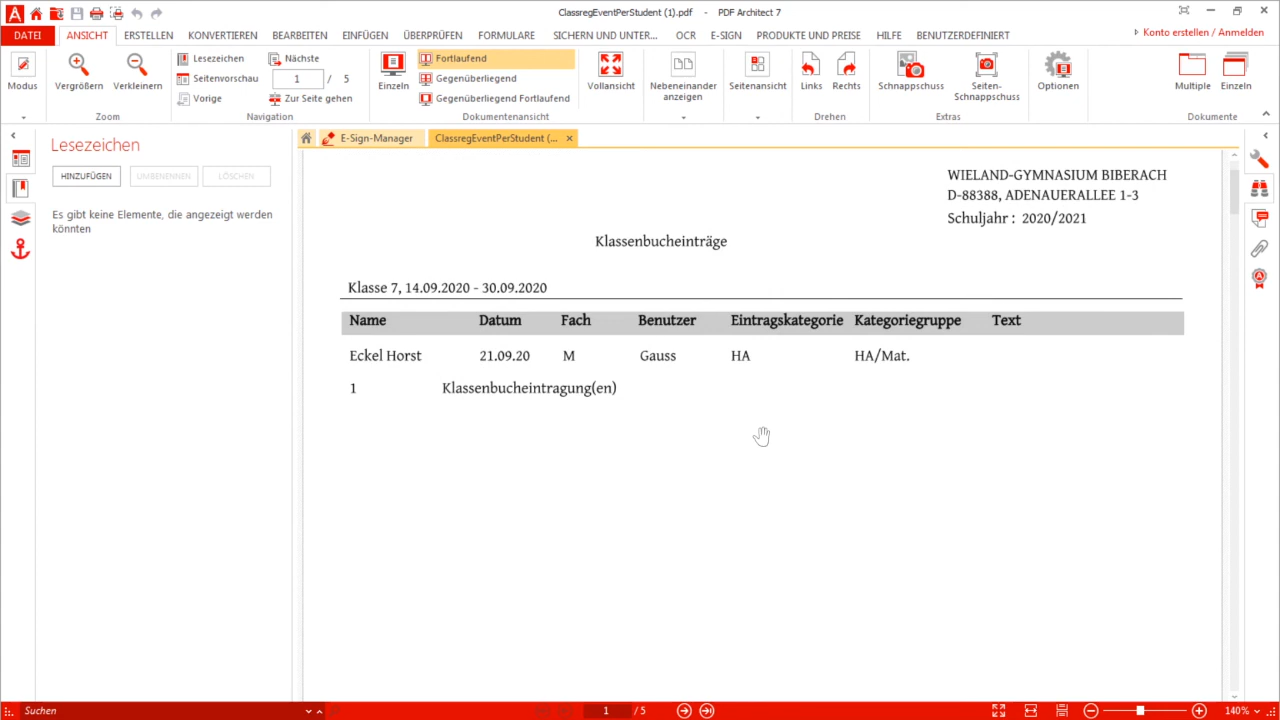 ClassregEventPerStudent (1).pdf - PDF Architect 7
DATEI ANSICHT ERSTELLEN KONVERTIEREN BEARBEITEN EINFÜGEN ÜBERPRÜFEN FORMULARE SICHERN UND UNTER... OCR E-SIGN PRODUKTE UND PREISE HILFE BENUTZERDEFINIERT Konto erstellen / Anmelden
Modus
Vergrößern Verkleinern
Zoom
Lesezeichen Nächste
Seitenvorschau 1 / 5
Vorige Zur Seite gehen
Navigation
Einzeln
Fortlaufend
Gegenüberliegend
Gegenüberliegend Fortlaufend
Dokumentenansicht
Vollansicht
Nebeneinander anzeigen
Seitenansicht
Links Rechts
Drehen
Schnappschuss
Seiten-Schnappschuss
Extras
Optionen
Multiple Einzeln
Dokumente
Lesezeichen
HINZUFÜGEN UMBENENNEN LÖSCHEN
Es gibt keine Elemente, die angezeigt werden
könnten
E-Sign-Manager ClassregEventPerStudent (...
WIELAND-GYMNASIUM BIBERACH
D-88388, ADENAUERALLEE 1-3
Schuljahr : 2020/2021
Klassenbucheinträge
Klasse 7, 14.09.2020 - 30.09.2020
Name Datum Fach Benutzer Eintragskategorie Kategoriegruppe Text
Eckel Horst 21.09.20 M Gauss HA HA/Mat.
1 Klassenbucheintragung(en)
Suchen 1 / 5 140%